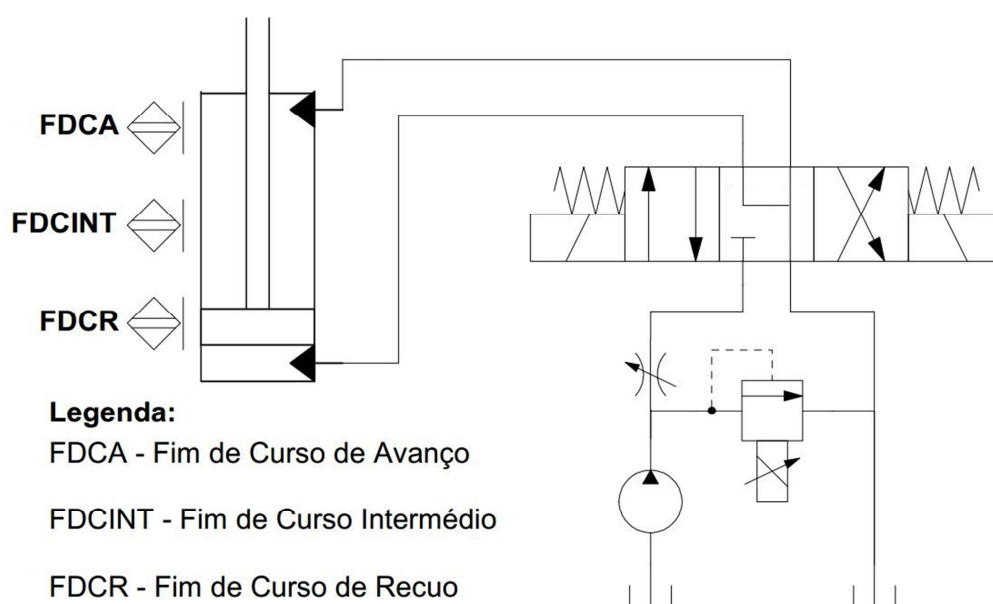 FDCA
FDCINT
FDCR
Legenda:
FDCA - Fim de Curso de Avanço
FDCINT - Fim de Curso Intermédio
FDCR - Fim de Curso de Recuo